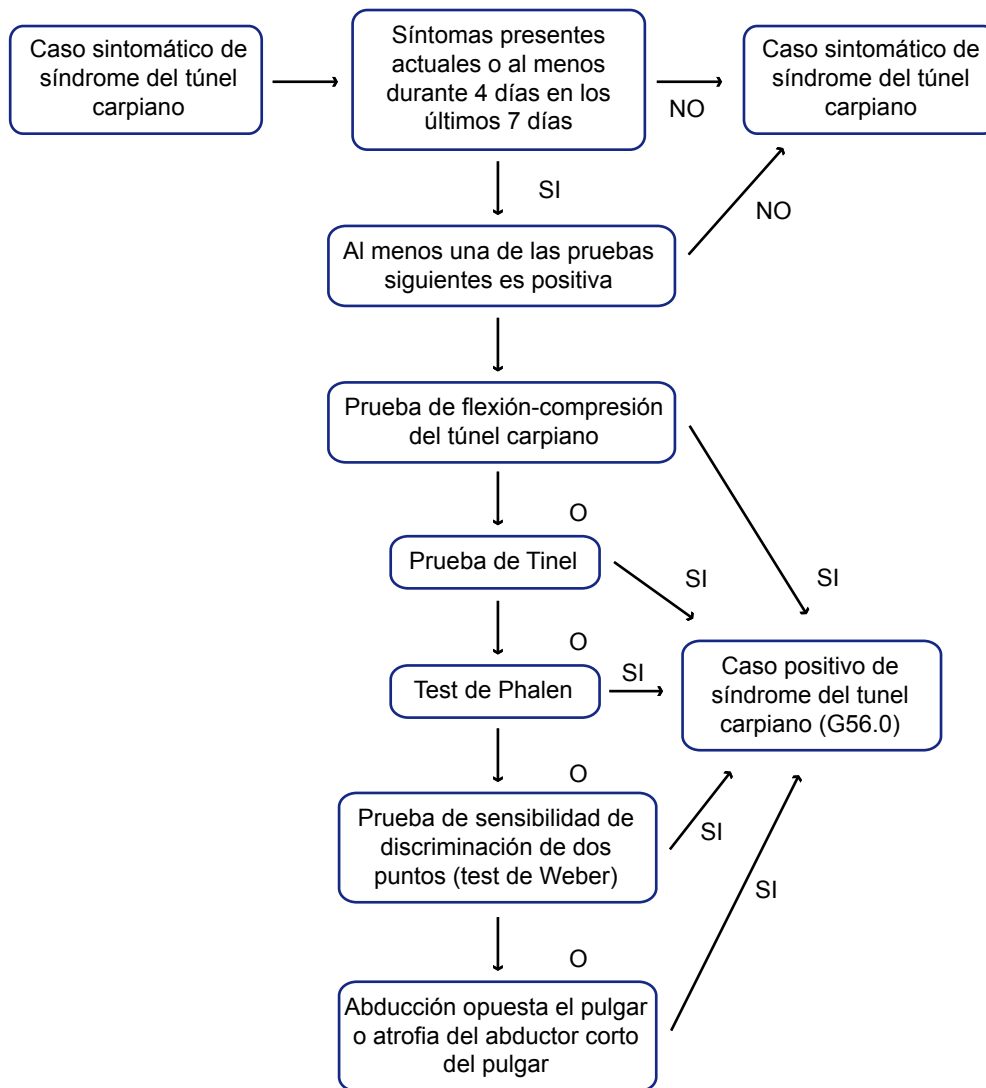 Caso sintomático de
síndrome del túnel
carpiano
Síntomas presentes
actuales o al menos
durante 4 días en los
últimos 7 días
NO
Caso sintomático de
síndrome del túnel
carpiano
SI
NO
Al menos una de las pruebas
siguientes es positiva
Prueba de flexión-compresión
del túnel carpiano
O
SI
SI
Prueba de Tinel
O
SI
Test de Phalen
Caso positivo de
síndrome del tunel
carpiano (G56.0)
O
Prueba de sensibilidad de
discriminación de dos
puntos (test de Weber)
SI
SI
O
Abducción opuesta el pulgar
o atrofia del abductor corto
del pulgar